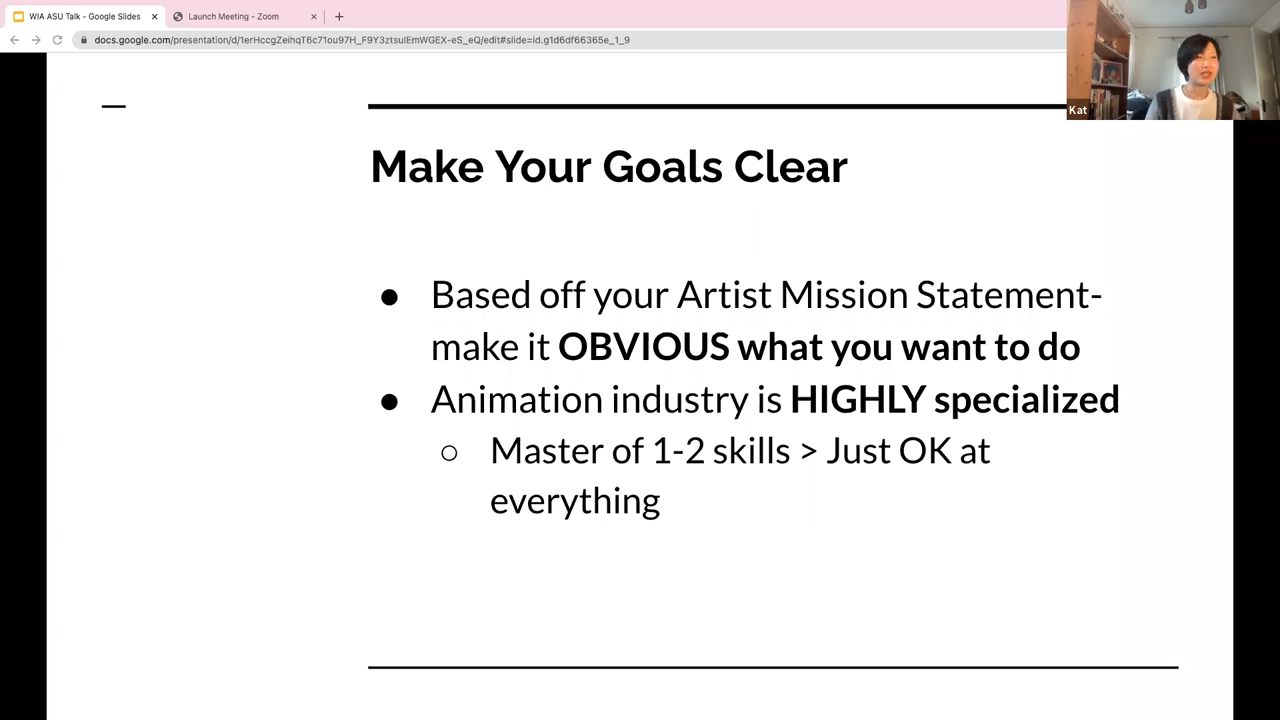 WIA ASU Talk - Google Slides
Launch Meeting - Zoom
docs.google.com/presentation/d/1erHccgZeihqT6c71ou97H_F9Y3ztsulEmWGEX-eS_eQ/edit#slide=id.g1d6df66365e_1_9
Kat
Make Your Goals Clear
● Based off your Artist Mission Statement-
make it OBVIOUS what you want to do
● Animation industry is HIGHLY specialized
○ Master of 1-2 skills > Just OK at
everything